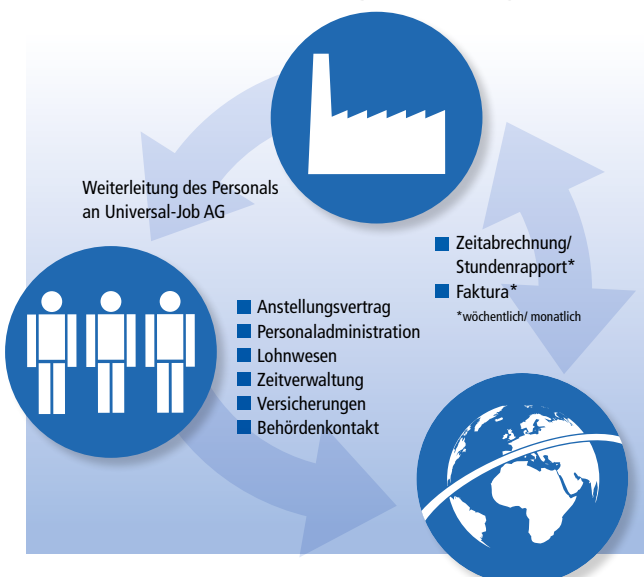 Weiterleitung des Personals
an Universal-Job AG
Zeitabrechnung/
Stundenrapport*
Faktura*
*wöchentlich/ monatlich
Anstellungsvertrag
Personaladministration
Lohnwesen
Zeitverwaltung
Versicherungen
Behördenkontakt